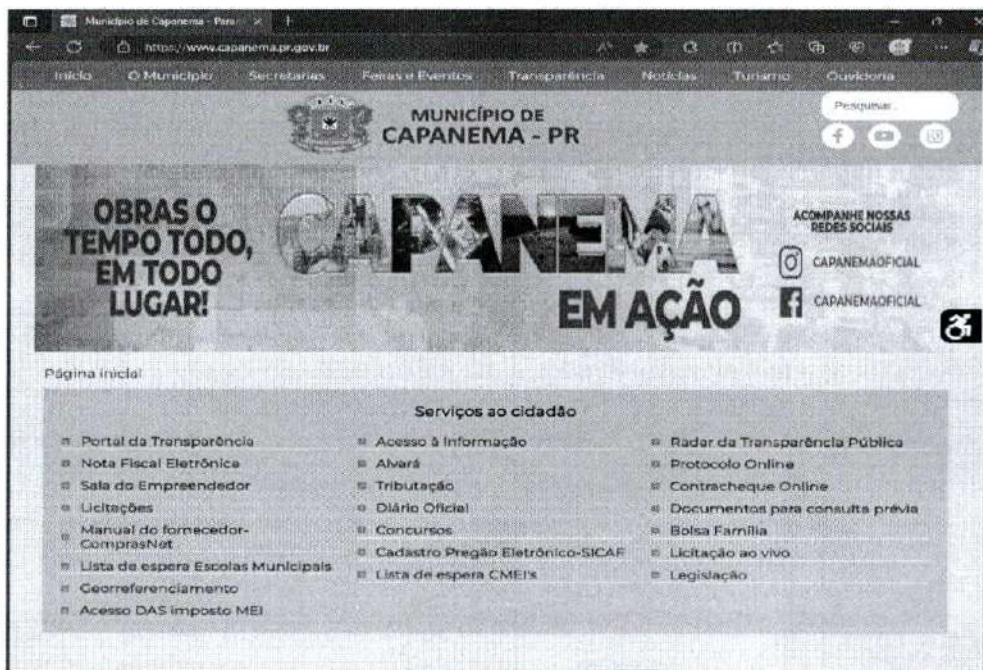 Município de Capanema - Paraná
https://www.capanema.pr.gov.br
Início O Município Secretarias Feiras e Eventos Transparência Notícias Turismo Ouvidoria
MUNICÍPIO DE
CAPANEMA - PR
Pesquisar...
OBRAS O
TEMPO TODO,
EM TODO
LUGAR!
CAPANEMA
EM AÇÃO
ACOMPANHE NOSSAS
REDES SOCIAIS
CAPANEMAOFICIAL
CAPANEMAOFICIAL
Página inicial
Serviços ao cidadão
Portal da Transparência
Nota Fiscal Eletrônica
Sala do Empreendedor
Licitações
Manual do fornecedor-
ComprasNet
Lista de espera Escolas Municipais
Georreferenciamento
Acesso DAS imposto MEI
Acesso à Informação
Alvará
Tributação
Diário Oficial
Concursos
Cadastro Pregão Eletrônico-SICAF
Lista de espera CMEI's
Radar da Transparência Pública
Protocolo Online
Contracheque Online
Documentos para consulta prévia
Bolsa Família
Licitação ao vivo
Legislação